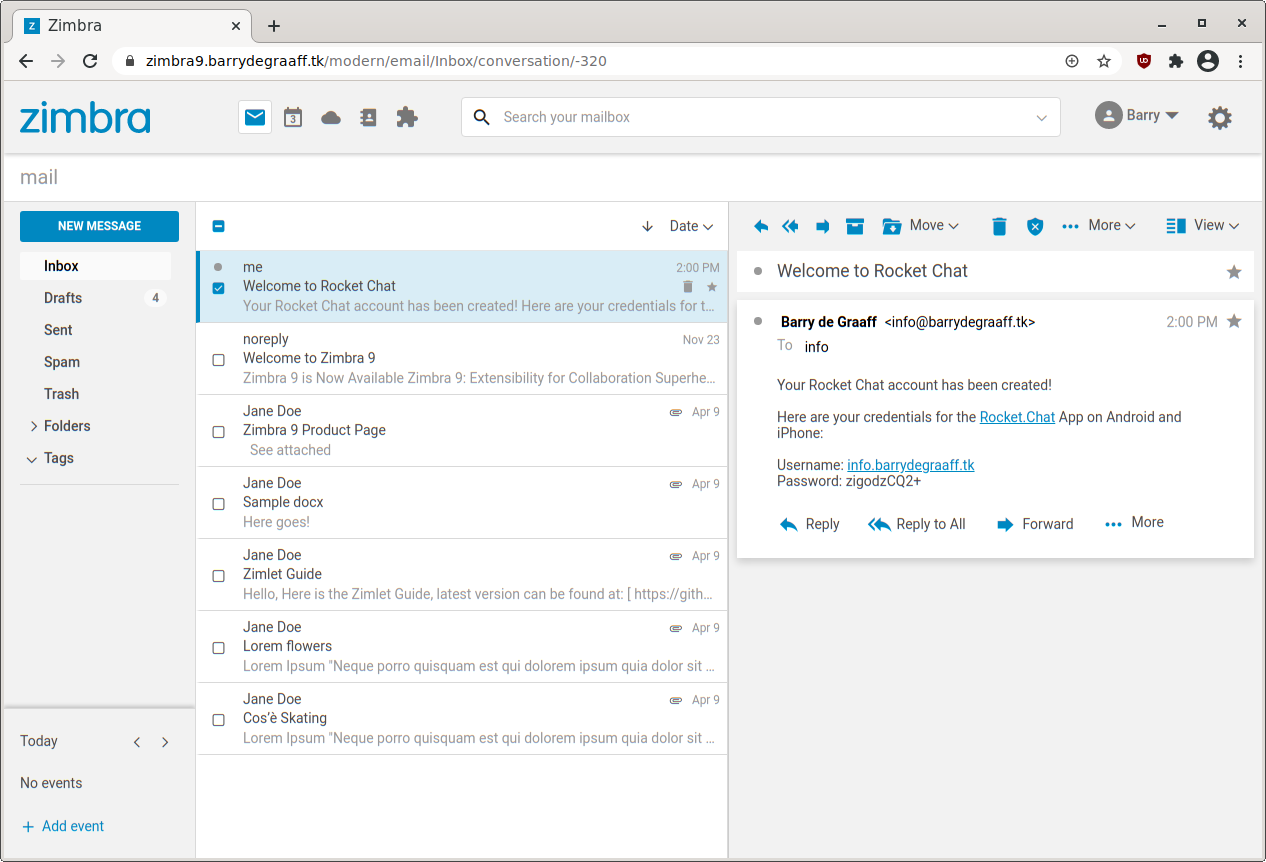 Zimbra
zimbra9.barrydegraaff.tk/modern/email/Inbox/conversation/-320
zimbra
3
Search your mailbox
Barry
mail
NEW MESSAGE
Inbox
Drafts 4
Sent
Spam
Trash
Folders
Tags
Today
No events
+ Add event
Date
me 2:00 PM
Welcome to Rocket Chat
Your Rocket Chat account has been created! Here are your credentials for t...
noreply Nov 23
Welcome to Zimbra 9
Zimbra 9 is Now Available Zimbra 9: Extensibility for Collaboration Superhe...
Jane Doe Apr 9
Zimbra 9 Product Page
See attached
Jane Doe Apr 9
Sample docx
Here goes!
Jane Doe Apr 9
Zimlet Guide
Hello, Here is the Zimlet Guide, latest version can be found at: [ https://gith...
Jane Doe Apr 9
Lorem flowers
Lorem Ipsum "Neque porro quisquam est qui dolorem ipsum quia dolor sit ...
Jane Doe Apr 9
Cos'è Skating
Lorem Ipsum "Neque porro quisquam est qui dolorem ipsum quia dolor sit ...
Move More View
Welcome to Rocket Chat
Barry de Graaff <info@barrydegraaff.tk> 2:00 PM
To info
Your Rocket Chat account has been created!
Here are your credentials for the Rocket.Chat App on Android and
iPhone:
Username: info.barrydegraaff.tk
Password: zigodzCQ2+
Reply Reply to All Forward More